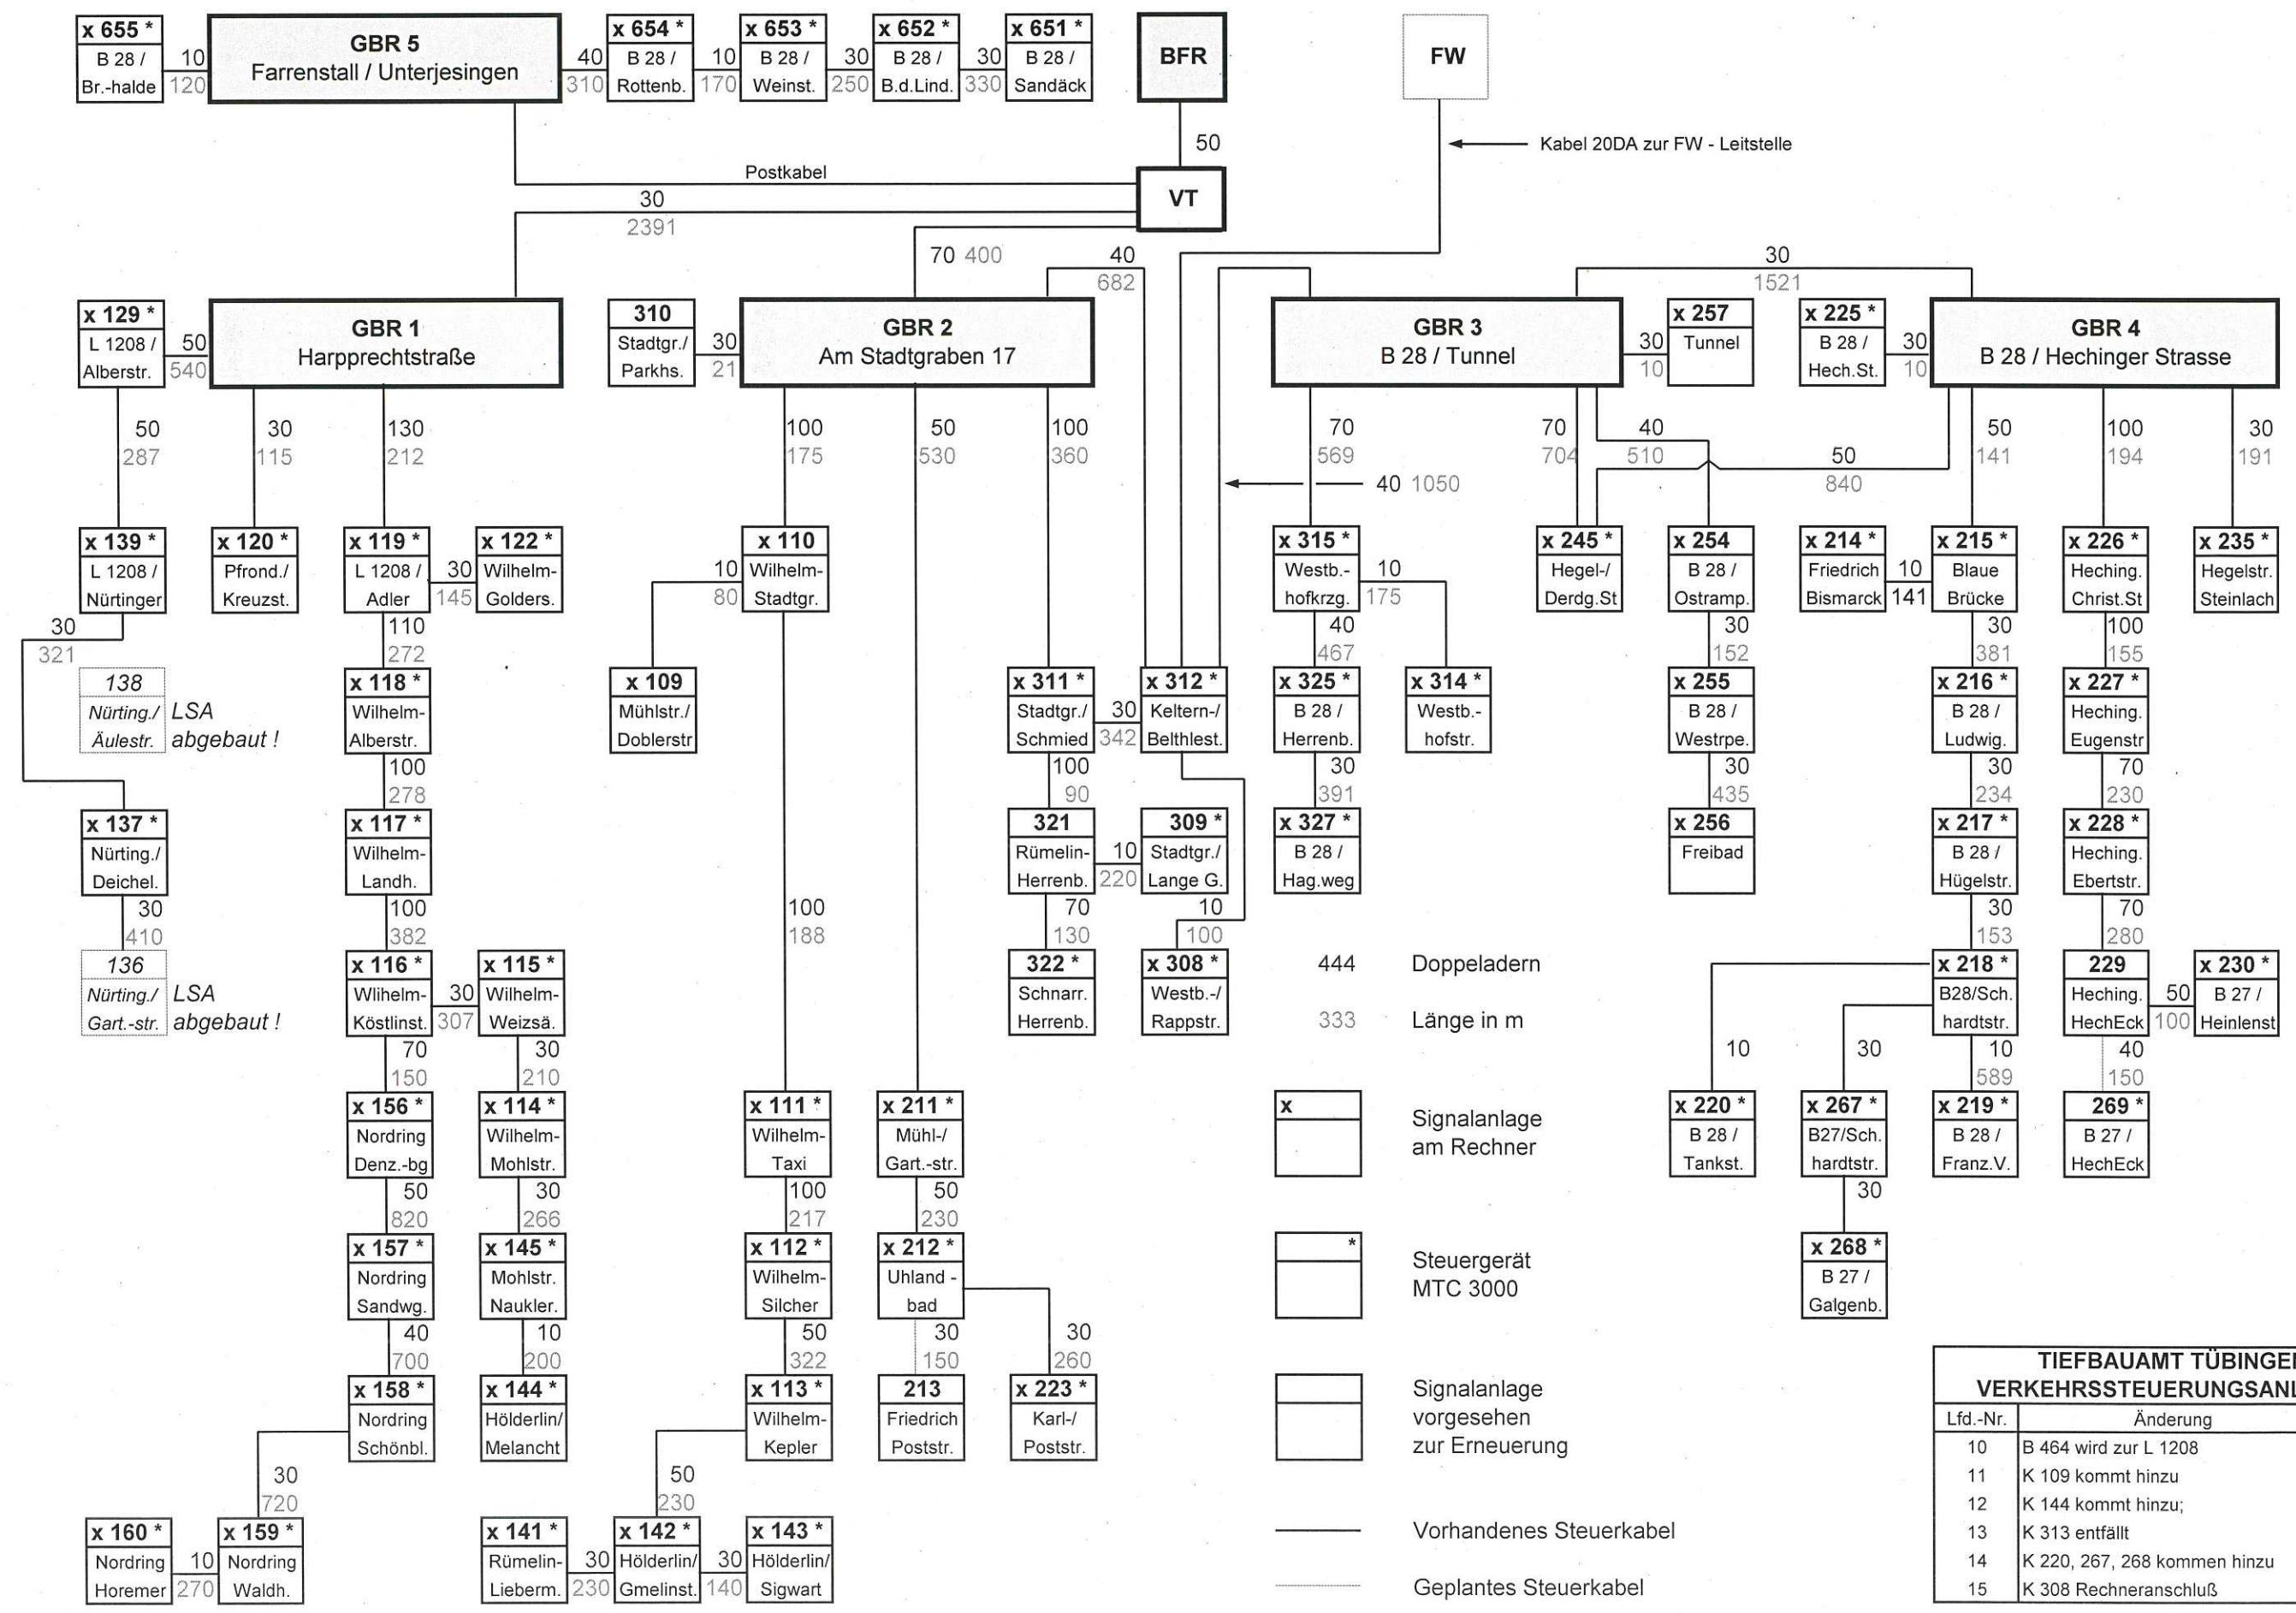 x 655 *
B 28 /
Br.-halde
10
120
GBR 5
Farrenstall / Unterjesingen
40
310
x 654 *
B 28 /
Rottenb.
10
170
x 653 *
B 28 /
Weinst.
30
250
x 652 *
B 28 /
B.d.Lind.
30
330
x 651 *
B 28 /
Sandäck
BFR
FW
50
Kabel 20DA zur FW - Leitstelle
Postkabel
VT
30
2391
70 400
40
682
30
1521
x 129 *
L 1208 /
Alberstr.
50
540
GBR 1
Harpprechtstraße
310
Stadtgr./
Parkhs.
30
21
GBR 2
Am Stadtgraben 17
GBR 3
B 28 / Tunnel
30
10
x 257
Tunnel
x 225 *
B 28 /
Hech.St.
30
10
GBR 4
B 28 / Hechinger Strasse
50
287
30
115
130
212
100
175
50
530
100
360
70
569
70
704
40
510
50
840
50
141
100
194
30
191
40 1050
x 139 *
L 1208 /
Nürtinger
x 120 *
Pfrond./
Kreuzst.
x 119 *
L 1208 /
Adler
30
145
x 122 *
Wilhelm-
Golders.
x 110
Wilhelm-
Stadtgr.
10
80
x 315 *
Westb.-
hofkrzg.
10
175
x 245 *
Hegel-/
Derdg.St
x 254
B 28 /
Ostramp.
x 214 *
Friedrich
Bismarck
10
141
x 215 *
Blaue
Brücke
x 226 *
Heching.
Christ.St
x 235 *
Hegelstr.
Steinlach
30
321
110
272
40
467
30
152
30
381
100
155
138
Nürting./
Äulestr.
LSA
abgebaut !
x 118 *
Wilhelm-
Alberstr.
x 109
Mühlstr./
Doblerstr
x 311 *
Stadtgr./
Schmied
30
342
x 312 *
Keltern-/
Belthlest.
x 325 *
B 28 /
Herrenb.
x 314 *
Westb.-
hofstr.
x 255
B 28 /
Westrpe.
x 216 *
B 28 /
Ludwig.
x 227 *
Heching.
Eugenstr
100
278
100
90
30
391
30
435
30
234
70
230
x 137 *
Nürting./
Deichel.
x 117 *
Wilhelm-
Landh.
321
Rümelin-
Herrenb.
10
220
309 *
Stadtgr./
Lange G.
x 327 *
B 28 /
Hag.weg
x 256
Freibad
x 217 *
B 28 /
Hügelstr.
x 228 *
Heching.
Ebertstr.
30
410
100
382
100
188
70
130
10
100
30
153
70
280
136
Nürting./
Gart.-str.
LSA
abgebaut !
x 116 *
Wlihelm-
Köstlinst.
30
307
x 115 *
Wilhelm-
Weizsä.
322 *
Schnarr.
Herrenb.
x 308 *
Westb.-/
Rappstr.
444 Doppeladern
333 Länge in m
x 218 *
B28/Sch.
hardtstr.
229
Heching.
HechEck
50
100
x 230 *
B 27 /
Heinlenst
70
150
30
210
10
30
10
589
40
150
x 156 *
Nordring
Denz.-bg
x 114 *
Wilhelm-
Mohlstr.
x 111 *
Wilhelm-
Taxi
x 211 *
Mühl-/
Gart.-str.
x
Signalanlage
am Rechner
x 220 *
B 28 /
Tankst.
x 267 *
B27/Sch.
hardtstr.
x 219 *
B 28 /
Franz.V.
269 *
B 27 /
HechEck
50
820
30
266
100
217
50
230
30
x 157 *
Nordring
Sandwg.
x 145 *
Mohlstr.
Naukler.
x 112 *
Wilhelm-
Silcher
x 212 *
Uhland -
bad
*
Steuergerät
MTC 3000
x 268 *
B 27 /
Galgenb.
40
700
10
200
50
322
30
150
30
260
x 158 *
Nordring
Schönbl.
x 144 *
Hölderlin/
Melancht
x 113 *
Wilhelm-
Kepler
213
Friedrich
Poststr.
x 223 *
Karl-/
Poststr.
Signalanlage
vorgesehen
zur Erneuerung
30
720
50
230
x 160 *
Nordring
Horemer
10
270
x 159 *
Nordring
Waldh.
x 141 *
Rümelin-
Lieberm.
30
230
x 142 *
Hölderlin/
Gmelinst.
30
140
x 143 *
Hölderlin/
Sigwart
Vorhandenes Steuerkabel
Geplantes Steuerkabel
TIEFBAUAMT TÜBINGE
VERKEHRSSTEUERUNGSANL
Lfd.-Nr. Änderung
10 B 464 wird zur L 1208
11 K 109 kommt hinzu
12 K 144 kommt hinzu;
13 K 313 entfällt
14 K 220, 267, 268 kommen hinzu
15 K 308 Rechneranschluß